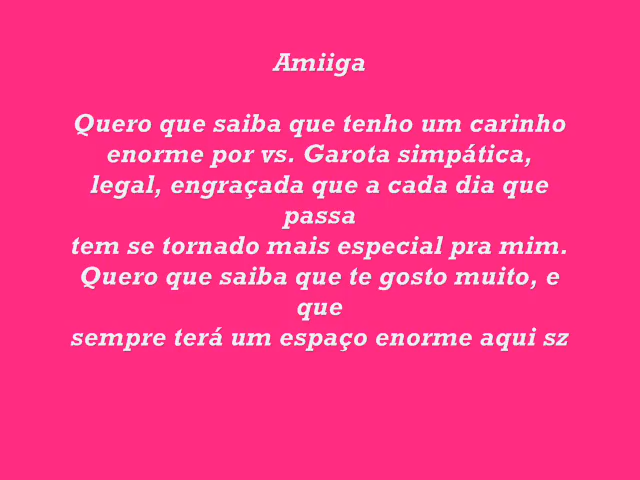 Amiiga
Quero que saiba que tenho um carinho
enorme por vs. Garota simpática,
legal, engraçada que a cada dia que
passa
tem se tornado mais especial pra mim.
Quero que saiba que te gosto muito, e
que
sempre terá um espaço enorme aqui sz